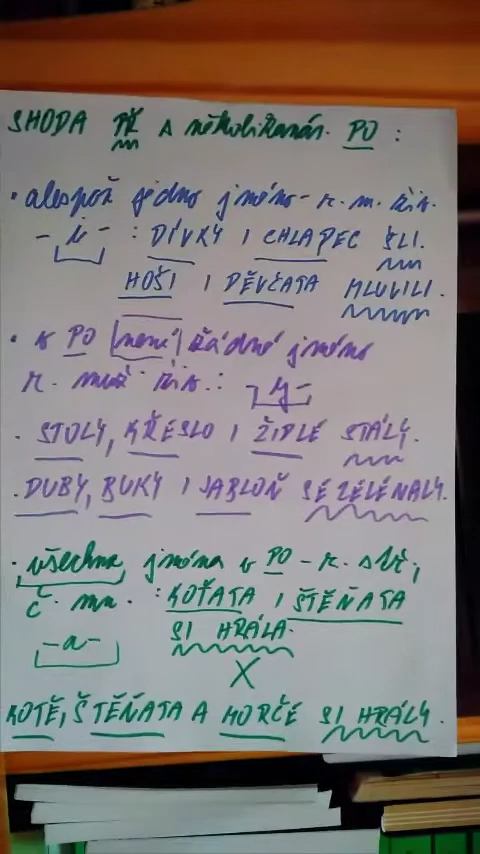 SHODA PŘ A několikanás. PO :
• alespoň jedno jméno - r. m. živ.
- i - : DÍVKY I CHLAPEC ŠLI.
HOŠI I DĚVČATA MLUVILI.
• v PO není žádné jméno
r. muž. živ. : - y -
• STOLY, KŘESLO I ŽIDLE STÁLY.
• DUBY, BUKY I JABLOŇ SE ZELENALY.
• všechna jména v PO - r. stř.,
č. mn. : KOŤATA I ŠTĚŇATA
- a - SI HRÁLA.
X
KOTĚ, ŠTĚŇATA A MORČE SI HRÁLY.